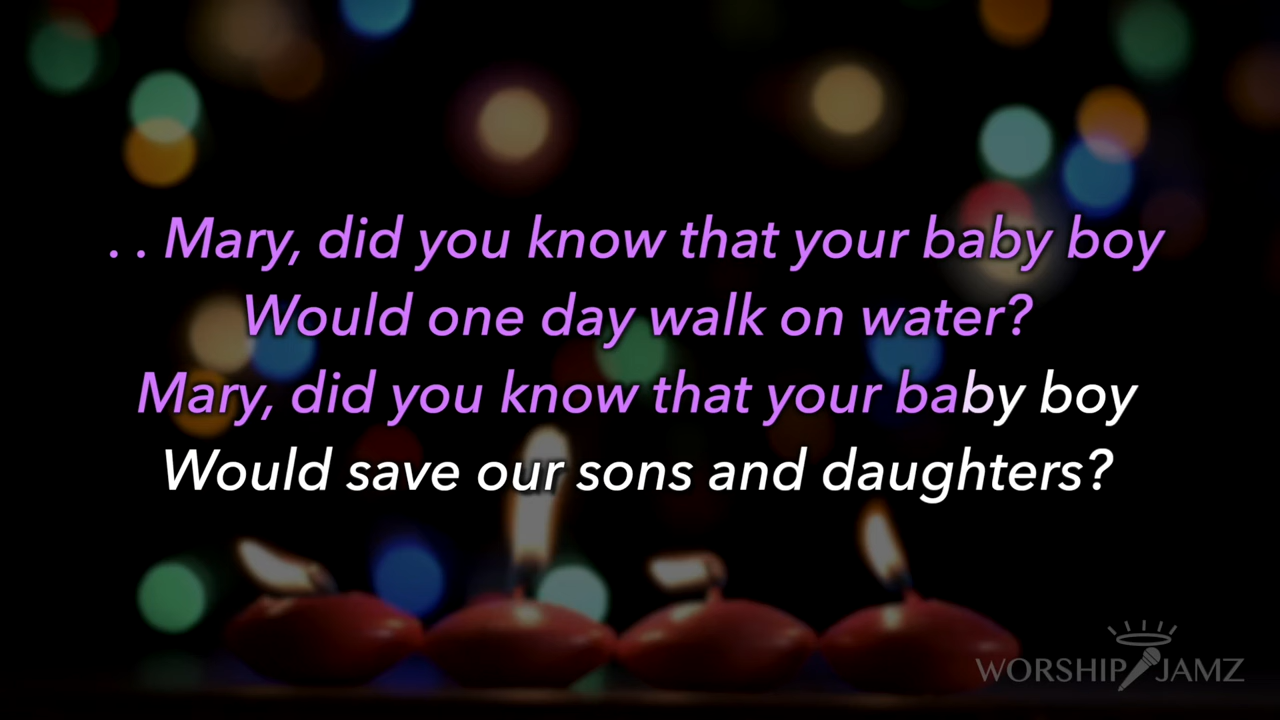 . . Mary, did you know that your baby boy
Would one day walk on water?
Mary, did you know that your baby boy
Would save our sons and daughters?
WORSHIP JAMZ